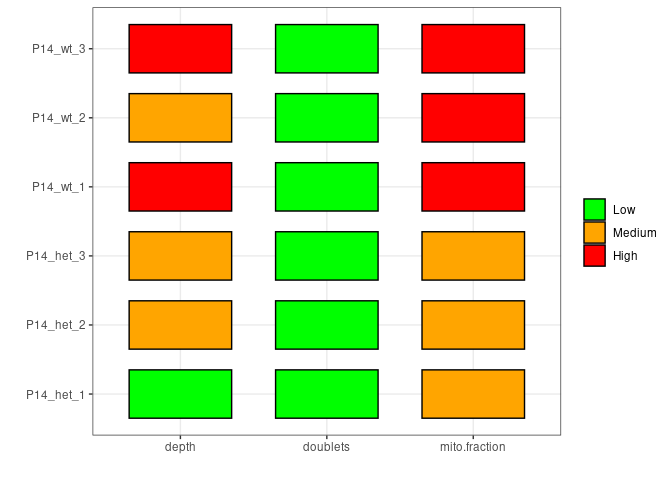 P14_wt_3
P14_wt_2
P14_wt_1
P14_het_3
P14_het_2
P14_het_1
depth doublets mito.fraction
Low
Medium
High